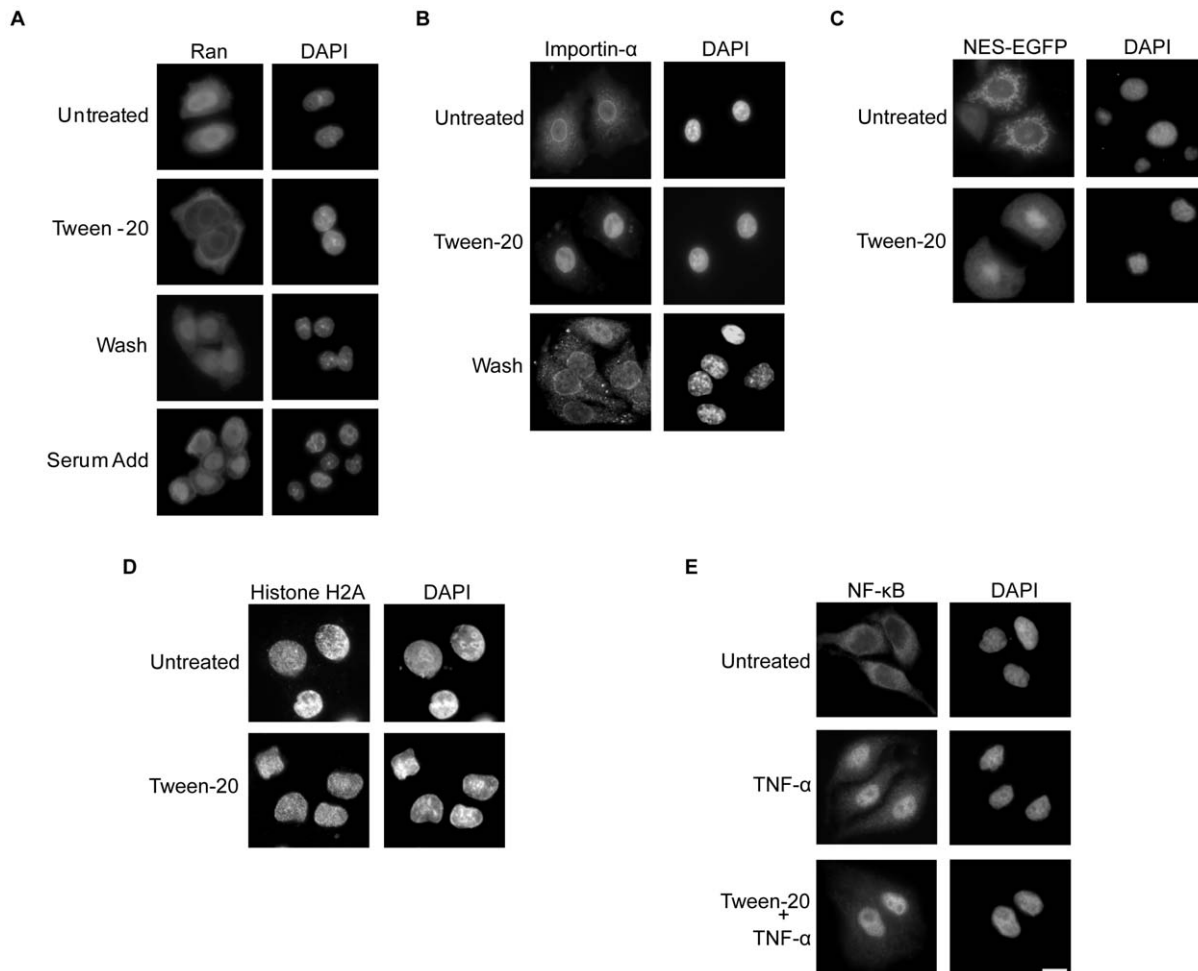 A
Ran DAPI
Untreated
Tween -20
Wash
Serum Add
B
Importin-α DAPI
Untreated
Tween-20
Wash
C
NES-EGFP DAPI
Untreated
Tween-20
D
Histone H2A DAPI
Untreated
Tween-20
E
NF-κB DAPI
Untreated
TNF-α
Tween-20
+
TNF-α